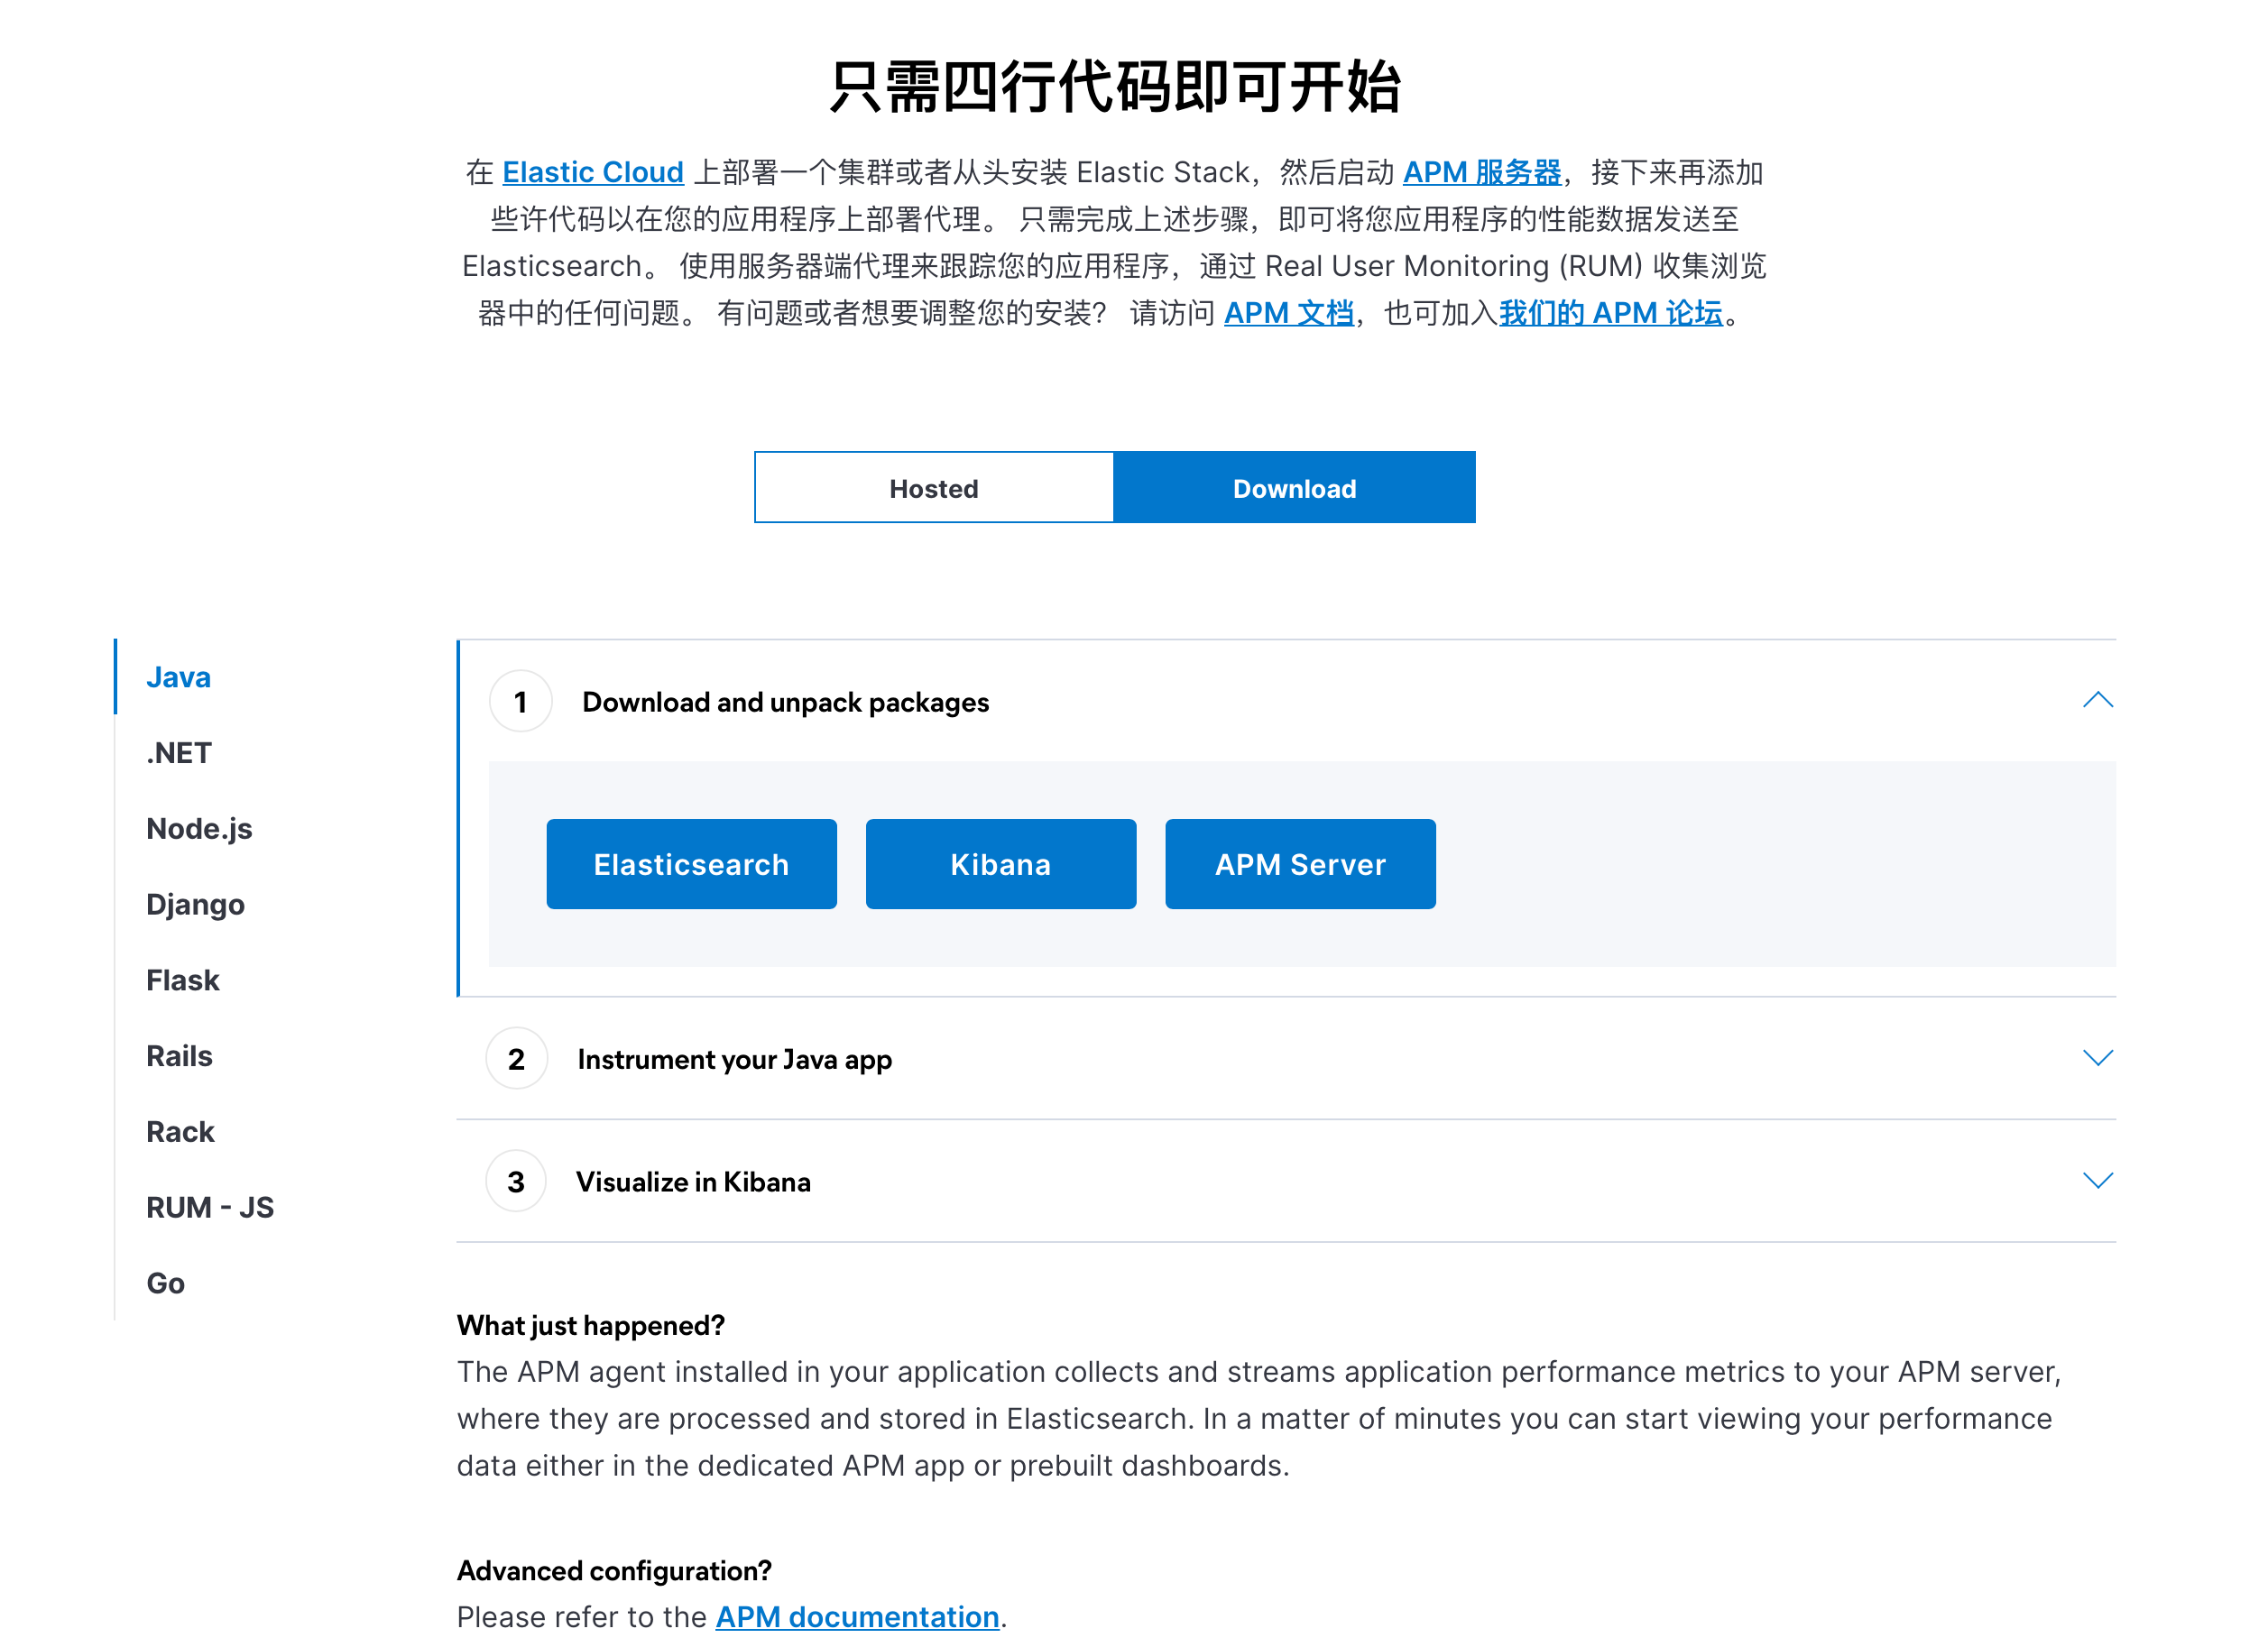 只需四行代码即可开始
在 Elastic Cloud 上部署一个集群或者从头安装 Elastic Stack，然后启动 APM 服务器，接下来再添加
些许代码以在您的应用程序上部署代理。 只需完成上述步骤，即可将您应用程序的性能数据发送至
Elasticsearch。 使用服务器端代理来跟踪您的应用程序，通过 Real User Monitoring (RUM) 收集浏览
器中的任何问题。 有问题或者想要调整您的安装？ 请访问 APM 文档，也可加入我们的 APM 论坛。
Hosted
Download
Java
.NET
Node.js
Django
Flask
Rails
Rack
RUM - JS
Go
1 Download and unpack packages
Elasticsearch
Kibana
APM Server
2 Instrument your Java app
3 Visualize in Kibana
What just happened?
The APM agent installed in your application collects and streams application performance metrics to your APM server,
where they are processed and stored in Elasticsearch. In a matter of minutes you can start viewing your performance
data either in the dedicated APM app or prebuilt dashboards.
Advanced configuration?
Please refer to the APM documentation.